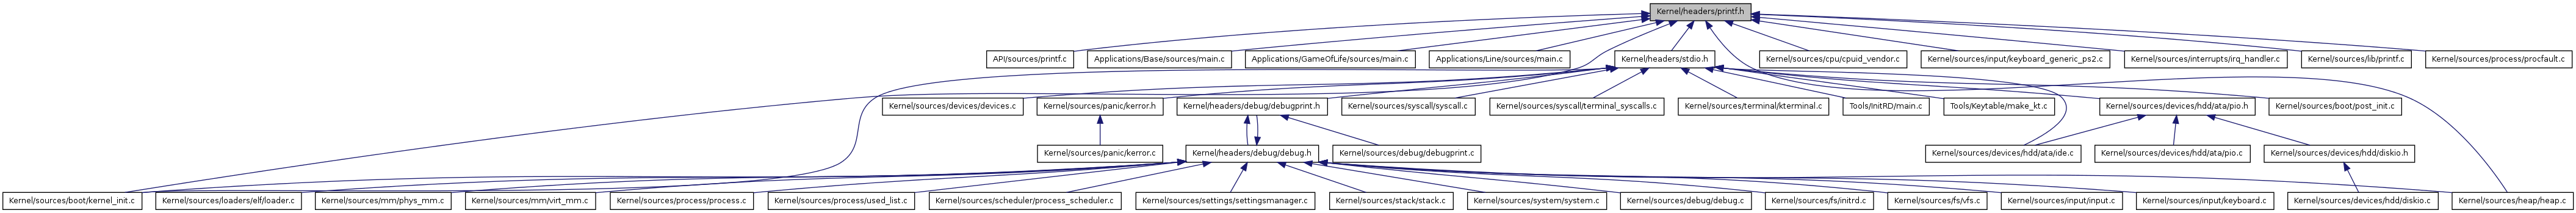 Kernel/headers/printf.h
API/sources/printf.c
Applications/Base/sources/main.c
Applications/GameOfLife/sources/main.c
Applications/Line/sources/main.c
Kernel/headers/stdio.h
Kernel/sources/cpu/cpuid_vendor.c
Kernel/sources/input/keyboard_generic_ps2.c
Kernel/sources/interrupts/irq_handler.c
Kernel/sources/lib/printf.c
Kernel/sources/process/procfault.c
Kernel/sources/devices/devices.c
Kernel/sources/panic/kerror.h
Kernel/headers/debug/debugprint.h
Kernel/sources/syscall/syscall.c
Kernel/sources/syscall/terminal_syscalls.c
Kernel/sources/terminal/kterminal.c
Tools/InitRD/main.c
Tools/Keytable/make_kt.c
Kernel/sources/devices/hdd/ata/pio.h
Kernel/sources/boot/post_init.c
Kernel/sources/panic/kerror.c
Kernel/headers/debug/debug.h
Kernel/sources/debug/debugprint.c
Kernel/sources/devices/hdd/ata/ide.c
Kernel/sources/devices/hdd/ata/pio.c
Kernel/sources/devices/hdd/diskio.h
Kernel/sources/boot/kernel_init.c
Kernel/sources/loaders/elf/loader.c
Kernel/sources/mm/phys_mm.c
Kernel/sources/mm/virt_mm.c
Kernel/sources/process/process.c
Kernel/sources/process/used_list.c
Kernel/sources/scheduler/process_scheduler.c
Kernel/sources/settings/settingsmanager.c
Kernel/sources/stack/stack.c
Kernel/sources/system/system.c
Kernel/sources/debug/debug.c
Kernel/sources/fs/initrd.c
Kernel/sources/fs/vfs.c
Kernel/sources/input/input.c
Kernel/sources/input/keyboard.c
Kernel/sources/devices/hdd/diskio.c
Kernel/sources/heap/heap.c